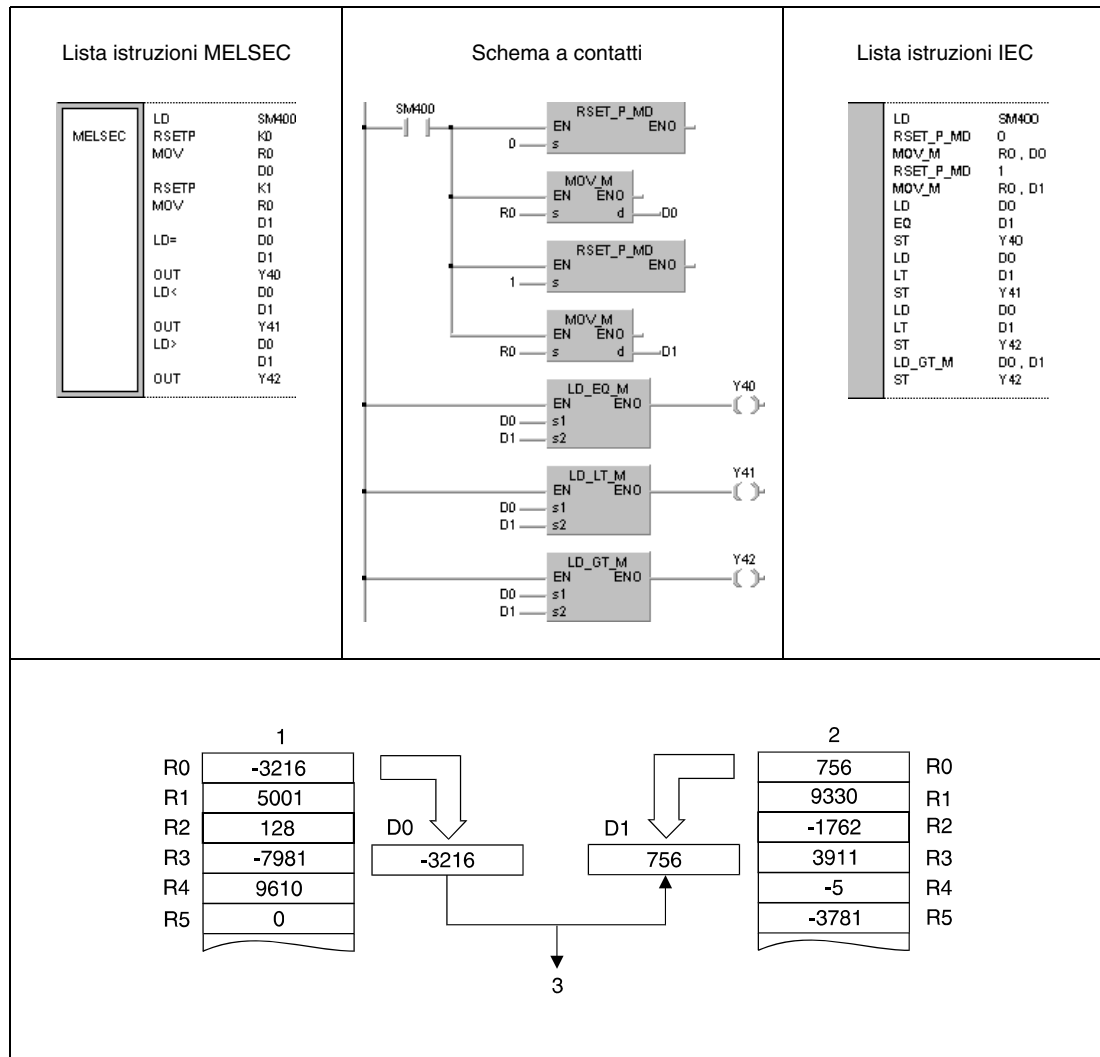 Lista istruzioni MELSEC
MELSEC
LD SM400
RSETP K0
MOV R0
D0
RSETP K1
MOV R0
D1
LD= D0
D1
OUT Y40
LD< D0
D1
OUT Y41
LD> D0
D1
OUT Y42
Schema a contatti
SM400
RSET_P_MD
EN ENO
0 s
MOV_M
EN ENO
R0 s d D0
RSET_P_MD
EN ENO
1 s
MOV_M
EN ENO
R0 s d D1
LD_EQ_M Y40
EN ENO
D0 s1
D1 s2
LD_LT_M Y41
EN ENO
D0 s1
D1 s2
LD_GT_M Y42
EN ENO
D0 s1
D1 s2
Lista istruzioni IEC
LD SM400
RSET_P_MD 0
MOV_M R0 , D0
RSET_P_MD 1
MOV_M R0 , D1
LD D0
EQ D1
ST Y40
LD D0
LT D1
ST Y41
LD D0
LT D1
ST Y42
LD_GT_M D0 , D1
ST Y42
1
R0 -3216
R1 5001
R2 128
R3 -7981
R4 9610
R5 0
D0
-3216
D1
756
2
756 R0
9330 R1
-1762 R2
3911 R3
-5 R4
-3781 R5
3